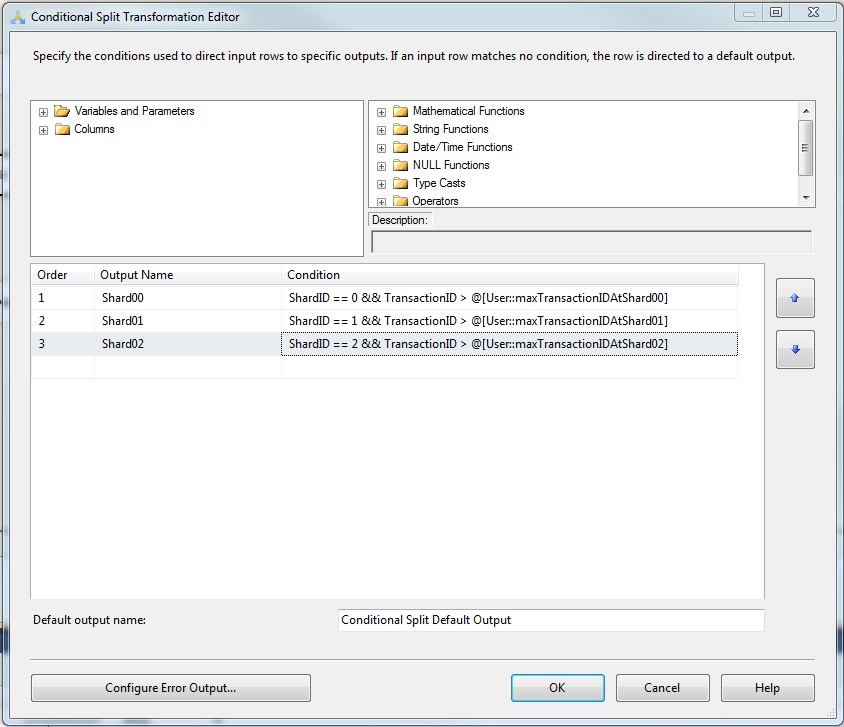 Conditional Split Transformation Editor
Specify the conditions used to direct input rows to specific outputs. If an input row matches no condition, the row is directed to a default output.
Variables and Parameters
Columns
Mathematical Functions
String Functions
Date/Time Functions
NULL Functions
Type Casts
Operators
Description:
Order Output Name Condition
1 Shard00 ShardID == 0 && TransactionID > @[User::maxTransactionIDAtShard00]
2 Shard01 ShardID == 1 && TransactionID > @[User::maxTransactionIDAtShard01]
3 Shard02 ShardID == 2 && TransactionID > @[User::maxTransactionIDAtShard02]
Default output name: Conditional Split Default Output
Configure Error Output... OK Cancel Help